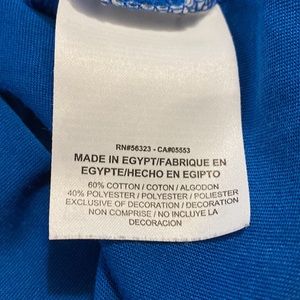 RN#56323 - CA#05553
MADE IN EGYPT/FABRIQUE EN
EGYPTE/HECHO EN EGIPTO
60% COTTON / COTON / ALGODON
40% POLYESTER / POLYESTER / POLIESTER
EXCLUSIVE OF DECORATION / DECORATION
NON COMPRISE / NO INCLUYE LA
DECORACION